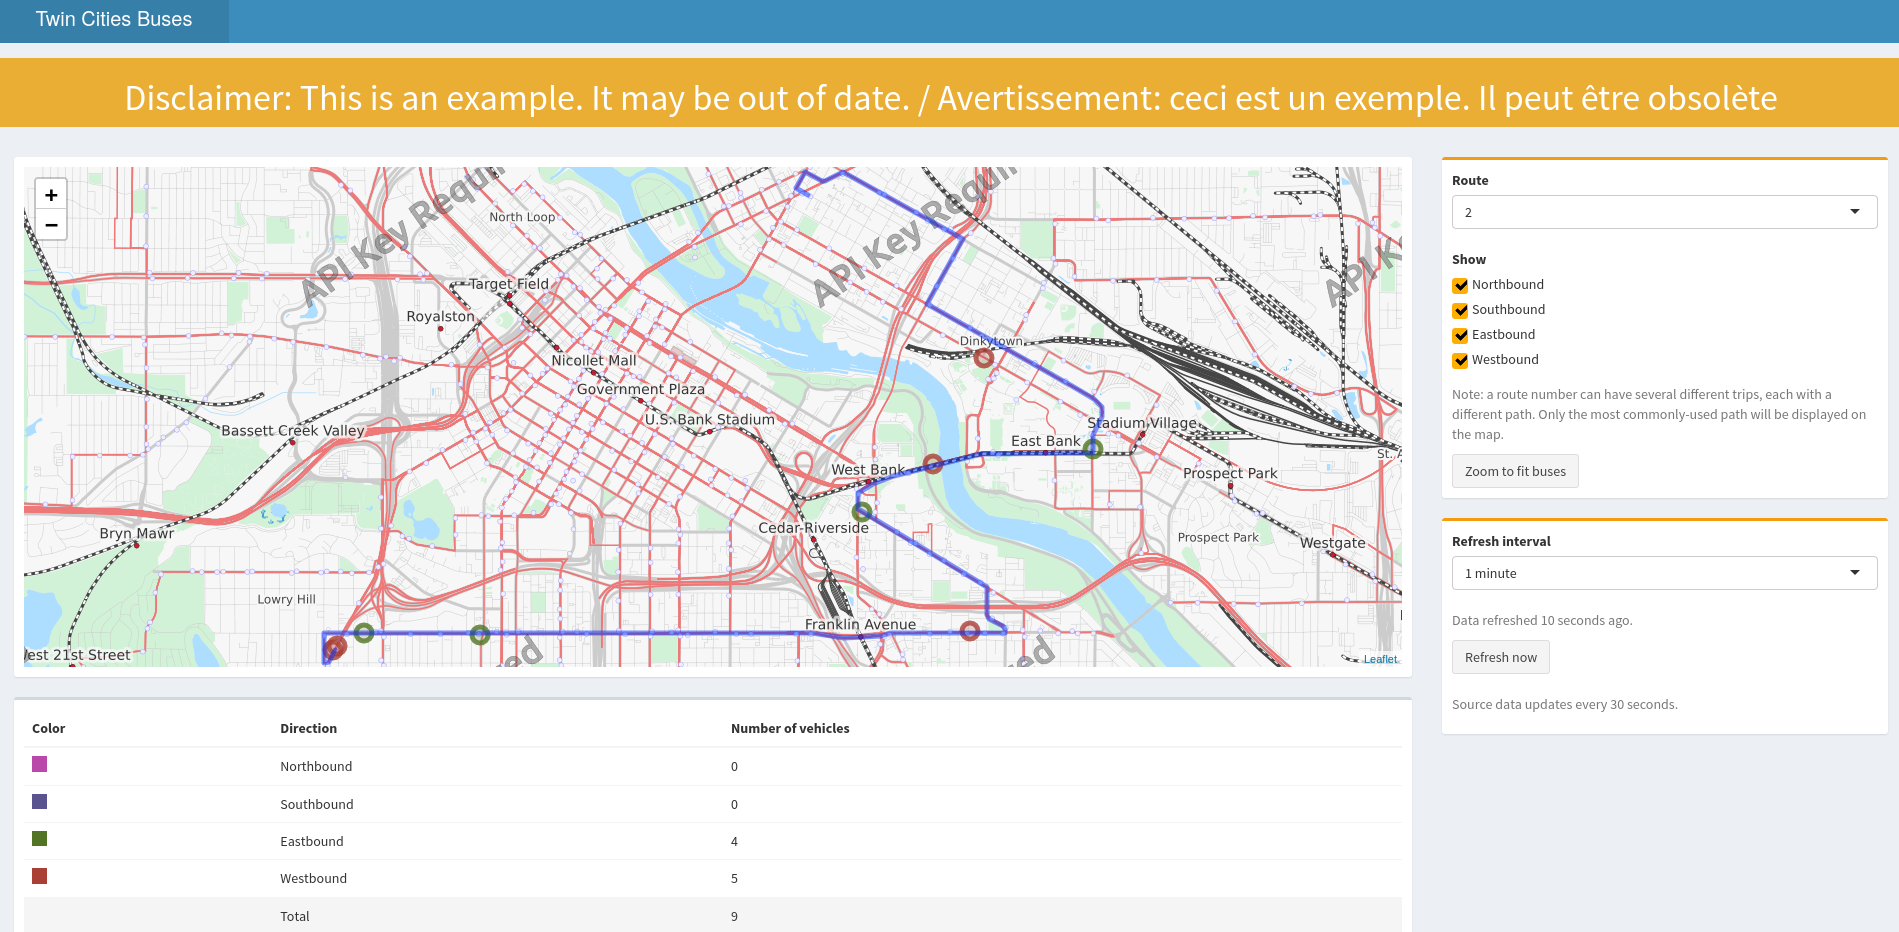 Twin Cities Buses
Disclaimer: This is an example. It may be out of date. / Avertissement: ceci est un exemple. Il peut être obsolète
+
−
API Key Requi
API Key Requi
API K
North Loop
Target Field
Royalston
Nicollet Mall
Government Plaza
U.S. Bank Stadium
Bassett Creek Valley
Dinkytown
Stadium Village
East Bank
West Bank
Prospect Park
St. A
Bryn Mawr
Cedar-Riverside
Prospect Park
Westgate
Lowry Hill
Franklin Avenue
est 21st Street
ed
ed
Leaflet
Route
2
Show
Northbound
Southbound
Eastbound
Westbound
Note: a route number can have several different trips, each with a
different path. Only the most commonly-used path will be displayed on
the map.
Zoom to fit buses
Refresh interval
1 minute
Data refreshed 10 seconds ago.
Refresh now
Source data updates every 30 seconds.
Color Direction Number of vehicles
Northbound 0
Southbound 0
Eastbound 4
Westbound 5
Total 9